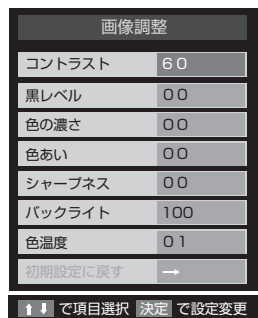 画像調整
コントラスト 60
黒レベル 00
色の濃さ 00
色あい 00
シャープネス 00
バックライト 100
色温度 01
初期設定に戻す →
⬆⬇ で項目選択 決定 で設定変更